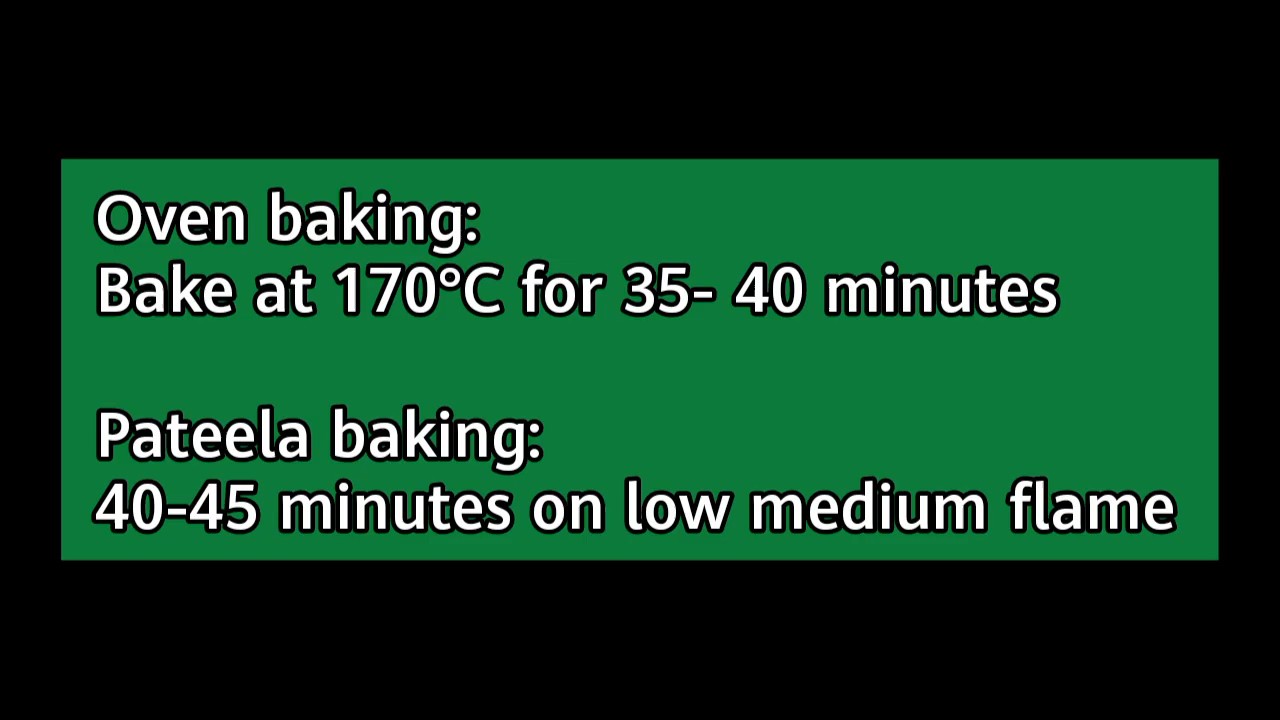 Oven baking:
Bake at 170°C for 35- 40 minutes
Pateela baking:
40-45 minutes on low medium flame